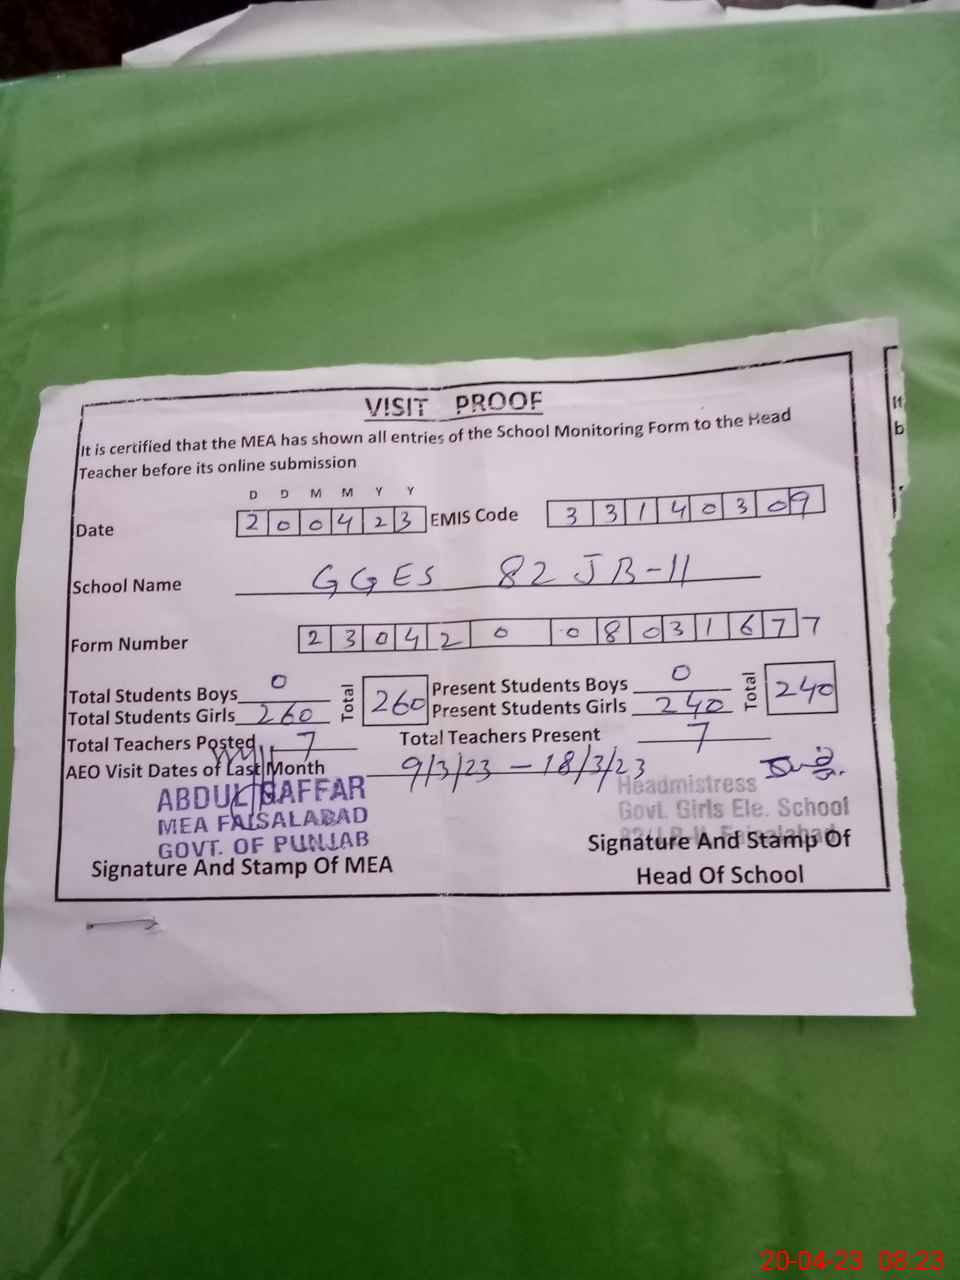 VISIT PROOF
It is certified that the MEA has shown all entries of the School Monitoring Form to the Head
Teacher before its online submission
D D M M Y Y
Date 2 0 0 4 2 3 EMIS Code 3 3 1 4 0 3 0 9
School Name GGES 82 JB-II
Form Number 2 3 0 4 2 0 0 8 0 3 1 6 7 7
Total Students Boys 0 Total 260 Present Students Boys 0 Total 240
Total Students Girls 260 Present Students Girls 240
Total Teachers Posted 7 Total Teachers Present 7
AEO Visit Dates of Last Month 9/3/23 - 18/3/23
ABDUL GAFFAR
MEA FAISALABAD
GOVT. OF PUNJAB
Signature And Stamp Of MEA
Headmistress
Govt. Girls Ele. School
Faisalabad
Signature And Stamp Of
Head Of School
It
b
20-04-23 08:23